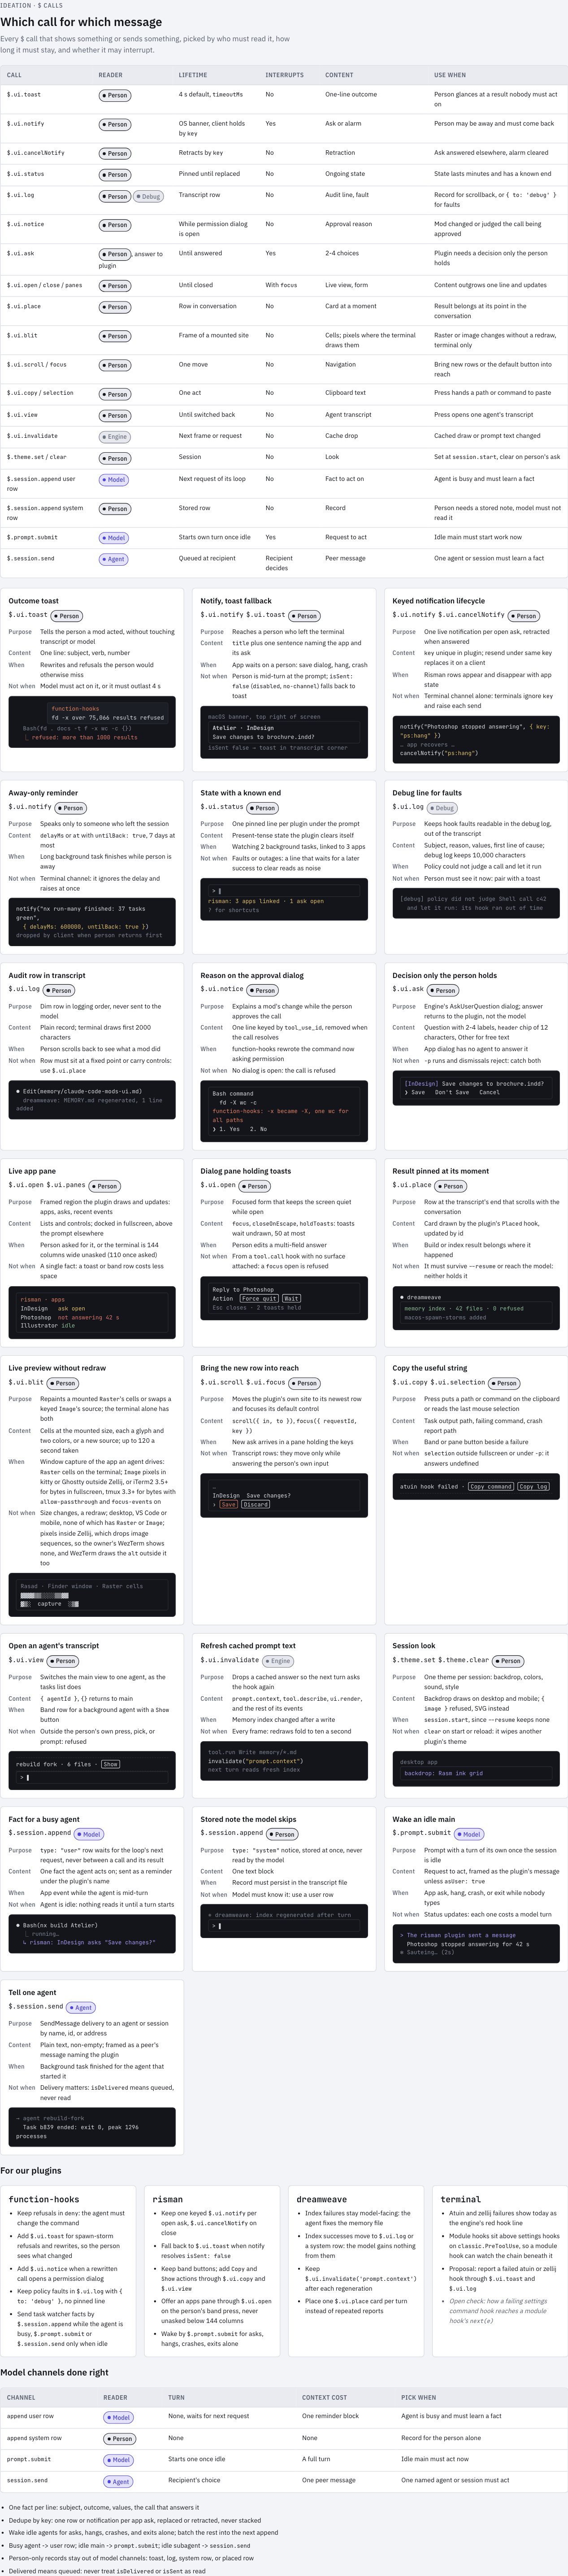 IDEATION · $ CALLS
Which call for which message
Every $ call that shows something or sends something, picked by who must read it, how
long it must stay, and whether it may interrupt.
CALL READER LIFETIME INTERRUPTS CONTENT USE WHEN
$.ui.toast Person 4 s default, timeoutMs No One-line outcome Person glances at a result nobody must act
on
$.ui.notify Person OS banner, client holds Yes Ask or alarm Person may be away and must come back
by key
$.ui.cancelNotify Person Retracts by key No Retraction Ask answered elsewhere, alarm cleared
$.ui.status Person Pinned until replaced No Ongoing state State lasts minutes and has a known end
$.ui.log Person Debug Transcript row No Audit line, fault Record for scrollback, or { to: 'debug' }
for faults
$.ui.notice Person While permission dialog No Approval reason Mod changed or judged the call being
is open approved
$.ui.ask Person, answer to Until answered Yes 2-4 choices Plugin needs a decision only the person
plugin holds
$.ui.open / close / panes Person Until closed With focus Live view, form Content outgrows one line and updates
$.ui.place Person Row in conversation No Card at a moment Result belongs at its point in the
conversation
$.ui.blit Person Frame of a mounted site No Cells; pixels where the terminal Raster or image changes without a redraw,
draws them terminal only
$.ui.scroll / focus Person One move No Navigation Bring new rows or the default button into
reach
$.ui.copy / selection Person One act No Clipboard text Press hands a path or command to paste
$.ui.view Person Until switched back No Agent transcript Press opens one agent's transcript
$.ui.invalidate Engine Next frame or request No Cache drop Cached draw or prompt text changed
$.theme.set / clear Person Session No Look Set at session.start, clear on person's ask
$.session.append user Model Next request of its loop No Fact to act on Agent is busy and must learn a fact
row
$.session.append system Person Stored row No Record Person needs a stored note, model must not
row read it
$.prompt.submit Model Starts own turn once idle Yes Request to act Idle main must start work now
$.session.send Agent Queued at recipient Recipient Peer message One agent or session must learn a fact
decides
Outcome toast
$.ui.toast Person
Purpose Tells the person a mod acted, without touching
transcript or model
Content One line: subject, verb, number
When Rewrites and refusals the person would
otherwise miss
Not when Model must act on it, or it must outlast 4 s
function-hooks
fd -x over 75,066 results refused
Bash(fd . docs -t f -x wc -c {})
⎿ refused: more than 1000 results
Notify, toast fallback
$.ui.notify $.ui.toast Person
Purpose Reaches a person who left the terminal
Content title plus one sentence naming the app and
its ask
When App waits on a person: save dialog, hang, crash
Not when Person is mid-turn at the prompt; isSent:
false (disabled, no-channel) falls back to
toast
macOS banner, top right of screen
Atelier · InDesign
Save changes to brochure.indd?
isSent false → toast in transcript corner
Keyed notification lifecycle
$.ui.notify $.ui.cancelNotify Person
Purpose One live notification per open ask, retracted
when answered
Content key unique in plugin; resend under same key
replaces it on a client
When Risman rows appear and disappear with app
state
Not when Terminal channel alone: terminals ignore key
and raise each send
notify("Photoshop stopped answering", { key:
"ps:hang" })
… app recovers …
cancelNotify("ps:hang")
Away-only reminder
$.ui.notify Person
Purpose Speaks only to someone who left the session
Content delayMs or at with untilBack: true, 7 days at
most
When Long background task finishes while person is
away
Not when Terminal channel: it ignores the delay and
raises at once
notify("nx run-many finished: 37 tasks
green",
{ delayMs: 600000, untilBack: true })
dropped by client when person returns first
State with a known end
$.ui.status Person
Purpose One pinned line per plugin under the prompt
Content Present-tense state the plugin clears itself
When Watching 2 background tasks, linked to 3 apps
Not when Faults or outages: a line that waits for a later
success to clear reads as noise
>
risman: 3 apps linked · 1 ask open
? for shortcuts
Debug line for faults
$.ui.log Debug
Purpose Keeps hook faults readable in the debug log,
out of the transcript
Content Subject, reason, values, first line of cause;
debug log keeps 10,000 characters
When Policy could not judge a call and let it run
Not when Person must see it now: pair with a toast
[debug] policy did not judge Shell call c42
and let it run: its hook ran out of time
Audit row in transcript
$.ui.log Person
Purpose Dim row in logging order, never sent to the
model
Content Plain record; terminal draws first 2000
characters
When Person scrolls back to see what a mod did
Not when Row must sit at a fixed point or carry controls:
use $.ui.place
● Edit(memory/claude-code-mods-ui.md)
dreamweave: MEMORY.md regenerated, 1 line
added
Reason on the approval dialog
$.ui.notice Person
Purpose Explains a mod's change while the person
approves the call
Content One line keyed by tool_use_id, removed when
the call resolves
When function-hooks rewrote the command now
asking permission
Not when No dialog is open: the call is refused
Bash command
fd -X wc -c
function-hooks: -x became -X, one wc for
all paths
❯ 1. Yes 2. No
Decision only the person holds
$.ui.ask Person
Purpose Engine's AskUserQuestion dialog; answer
returns to the plugin, not the model
Content Question with 2-4 labels, header chip of 12
characters, Other for free text
When App dialog has no agent to answer it
Not when -p runs and dismissals reject: catch both
[InDesign] Save changes to brochure.indd?
❯ Save Don't Save Cancel
Live app pane
$.ui.open $.ui.panes Person
Purpose Framed region the plugin draws and updates:
apps, asks, recent events
Content Lists and controls; docked in fullscreen, above
the prompt elsewhere
When Person asked for it, or the terminal is 144
columns wide unasked (110 once asked)
Not when A single fact: a toast or band row costs less
space
risman · apps
InDesign ask open
Photoshop not answering 42 s
Illustrator idle
Dialog pane holding toasts
$.ui.open Person
Purpose Focused form that keeps the screen quiet
while open
Content focus, closeOnEscape, holdToasts: toasts
wait undrawn, 50 at most
When Person edits a multi-field answer
Not when From a tool.call hook with no surface
attached: a focus open is refused
Reply to Photoshop
Action Force quit Wait
Esc closes · 2 toasts held
Result pinned at its moment
$.ui.place Person
Purpose Row at the transcript's end that scrolls with the
conversation
Content Card drawn by the plugin's Placed hook,
updated by id
When Build or index result belongs where it
happened
Not when It must survive --resume or reach the model:
neither holds it
● dreamweave
memory index · 42 files · 0 refused
macos-spawn-storms added
Live preview without redraw
$.ui.blit Person
Purpose Repaints a mounted Raster's cells or swaps a
keyed Image's source; the terminal alone has
both
Content Cells at the mounted size, each a glyph and
two colors, or a new source; up to 120 a
second taken
When Window capture of the app an agent drives:
Raster cells on the terminal; Image pixels in
kitty or Ghostty outside Zellij, or iTerm2 3.5+
for bytes in fullscreen, tmux 3.3+ for bytes with
allow-passthrough and focus-events on
Not when Size changes, a redraw; desktop, VS Code or
mobile, none of which has Raster or Image;
pixels inside Zellij, which drops image
sequences, so the owner's WezTerm shows
none, and WezTerm draws the alt outside it
too
Rasad · Finder window · Raster cells
capture
Bring the new row into reach
$.ui.scroll $.ui.focus Person
Purpose Moves the plugin's own site to its newest row
and focuses its default control
Content scroll({ in, to }), focus({ requestId,
key })
When New ask arrives in a pane holding the keys
Not when Transcript rows: they move only while
answering the person's own input
…
InDesign Save changes?
› Save Discard
Copy the useful string
$.ui.copy $.ui.selection Person
Purpose Press puts a path or command on the clipboard
or reads the last mouse selection
Content Task output path, failing command, crash
report path
When Band or pane button beside a failure
Not when selection outside fullscreen or under -p: it
answers undefined
atuin hook failed · Copy command Copy log
Open an agent's transcript
$.ui.view Person
Purpose Switches the main view to one agent, as the
tasks list does
Content { agentId }, {} returns to main
When Band row for background agent with a Show
button
Not when Outside the person's own press, pick, or
prompt: refused
rebuild fork · 6 files · Show
>
Refresh cached prompt text
$.ui.invalidate Engine
Purpose Drops a cached answer so the next turn asks
the hook again
Content prompt.context, tool.describe, ui.render,
and the rest of its events
When Memory index changed after a write
Not when Every frame: redraws fold to ten a second
tool.run Write memory/*.md
invalidate("prompt.context")
next turn reads fresh index
Session look
$.theme.set $.theme.clear Person
Purpose One theme per session: backdrop, colors,
sound, style
Content Backdrop draws on desktop and mobile; {
image } refused, SVG instead
When session.start, since --resume keeps none
Not when clear on start or reload: it wipes another
plugin's theme
desktop app
backdrop: Rasm ink grid
Fact for a busy agent
$.session.append Model
Purpose type: "user" row waits for the loop's next
request, never between a call and its result
Content One fact the agent acts on; sent as a reminder
under the plugin's name
When App event while the agent is mid-turn
Not when Agent is idle: nothing reads it until a turn starts
● Bash(nx build Atelier)
⎿ running…
↳ risman: InDesign asks "Save changes?"
Stored note the model skips
$.session.append Person
Purpose type: "system" notice, stored at once, never
read by the model
Content One text block
When Record must persist in the transcript file
Not when Model must know it: use a user row
※ dreamweave: index regenerated after turn
>
Wake an idle main
$.prompt.submit Model
Purpose Prompt with a turn of its own once the session
is idle
Content Request to act, framed as the plugin's message
unless asUser: true
When App ask, hang, crash, or exit while nobody
types
Not when Status updates: each one costs a model turn
> The risman plugin sent a message
Photoshop stopped answering for 42 s
✻ Sauteing… (2s)
Tell one agent
$.session.send Agent
Purpose SendMessage delivery to an agent or session
by name, id, or address
Content Plain text, non-empty; framed as a peer's
message naming the plugin
When Background task finished for the agent that
started it
Not when Delivery matters: isDelivered means queued,
never read
→ agent rebuild-fork
Task b839 ended: exit 0, peak 1296
processes
For our plugins
function-hooks
• Keep refusals in deny: the agent must
change the command
• Add $.ui.toast for spawn-storm
refusals and rewrites, so the person
sees what changed
• Add $.ui.notice when a rewritten
call opens a permission dialog
• Keep policy faults in $.ui.log with {
to: 'debug' }, no pinned line
• Send task watcher facts by
$.session.append while the agent is
busy, $.prompt.submit or
$.session.send only when idle
risman
• Keep one keyed $.ui.notify per
open ask, $.ui.cancelNotify on
close
• Fall back to $.ui.toast when notify
resolves isSent: false
• Keep band buttons; add Copy and
Show actions through $.ui.copy and
$.ui.view
• Offer an apps pane through $.ui.open
on the person's band press, never
unasked below 144 columns
• Wake by $.prompt.submit for asks,
hangs, crashes, exits alone
dreamweave
• Index failures stay model-facing: the
agent fixes the memory file
• Index successes move to $.ui.log or
a system row: the model gains nothing
from them
• Keep
$.ui.invalidate('prompt.context')
after each regeneration
• Place one $.ui.place card per turn
instead of repeated reports
terminal
• Atuin and zellij failures show today as
the engine's red hook line
• Module hooks sit above settings hooks
on classic.PreToolUse, so a module
hook can watch the chain beneath it
• Proposal: report a failed atuin or zellij
hook through $.ui.toast and
$.ui.log
• Open check: how a failing settings
command hook reaches a module
hook's next(e)
Model channels done right
CHANNEL READER TURN CONTEXT COST PICK WHEN
append user row Model None, waits for next request One reminder block Agent is busy and must learn a fact
append system row Person None None Record for the person alone
prompt.submit Model Starts one once idle A full turn Idle main must act now
session.send Agent Recipient's choice One peer message One named agent or session must act
• One fact per line: subject, outcome, values, the call that answers it
• Dedupe by key: one row or notification per app ask, replaced or retracted, never stacked
• Wake idle agents for asks, hangs, crashes, and exits alone; batch the rest into the next append
• Busy agent -> user row; idle main -> prompt.submit; idle subagent -> session.send
• Person-only records stay out of model channels: toast, log, system row, or placed row
• Delivered means queued: never treat isDelivered or isSent as read